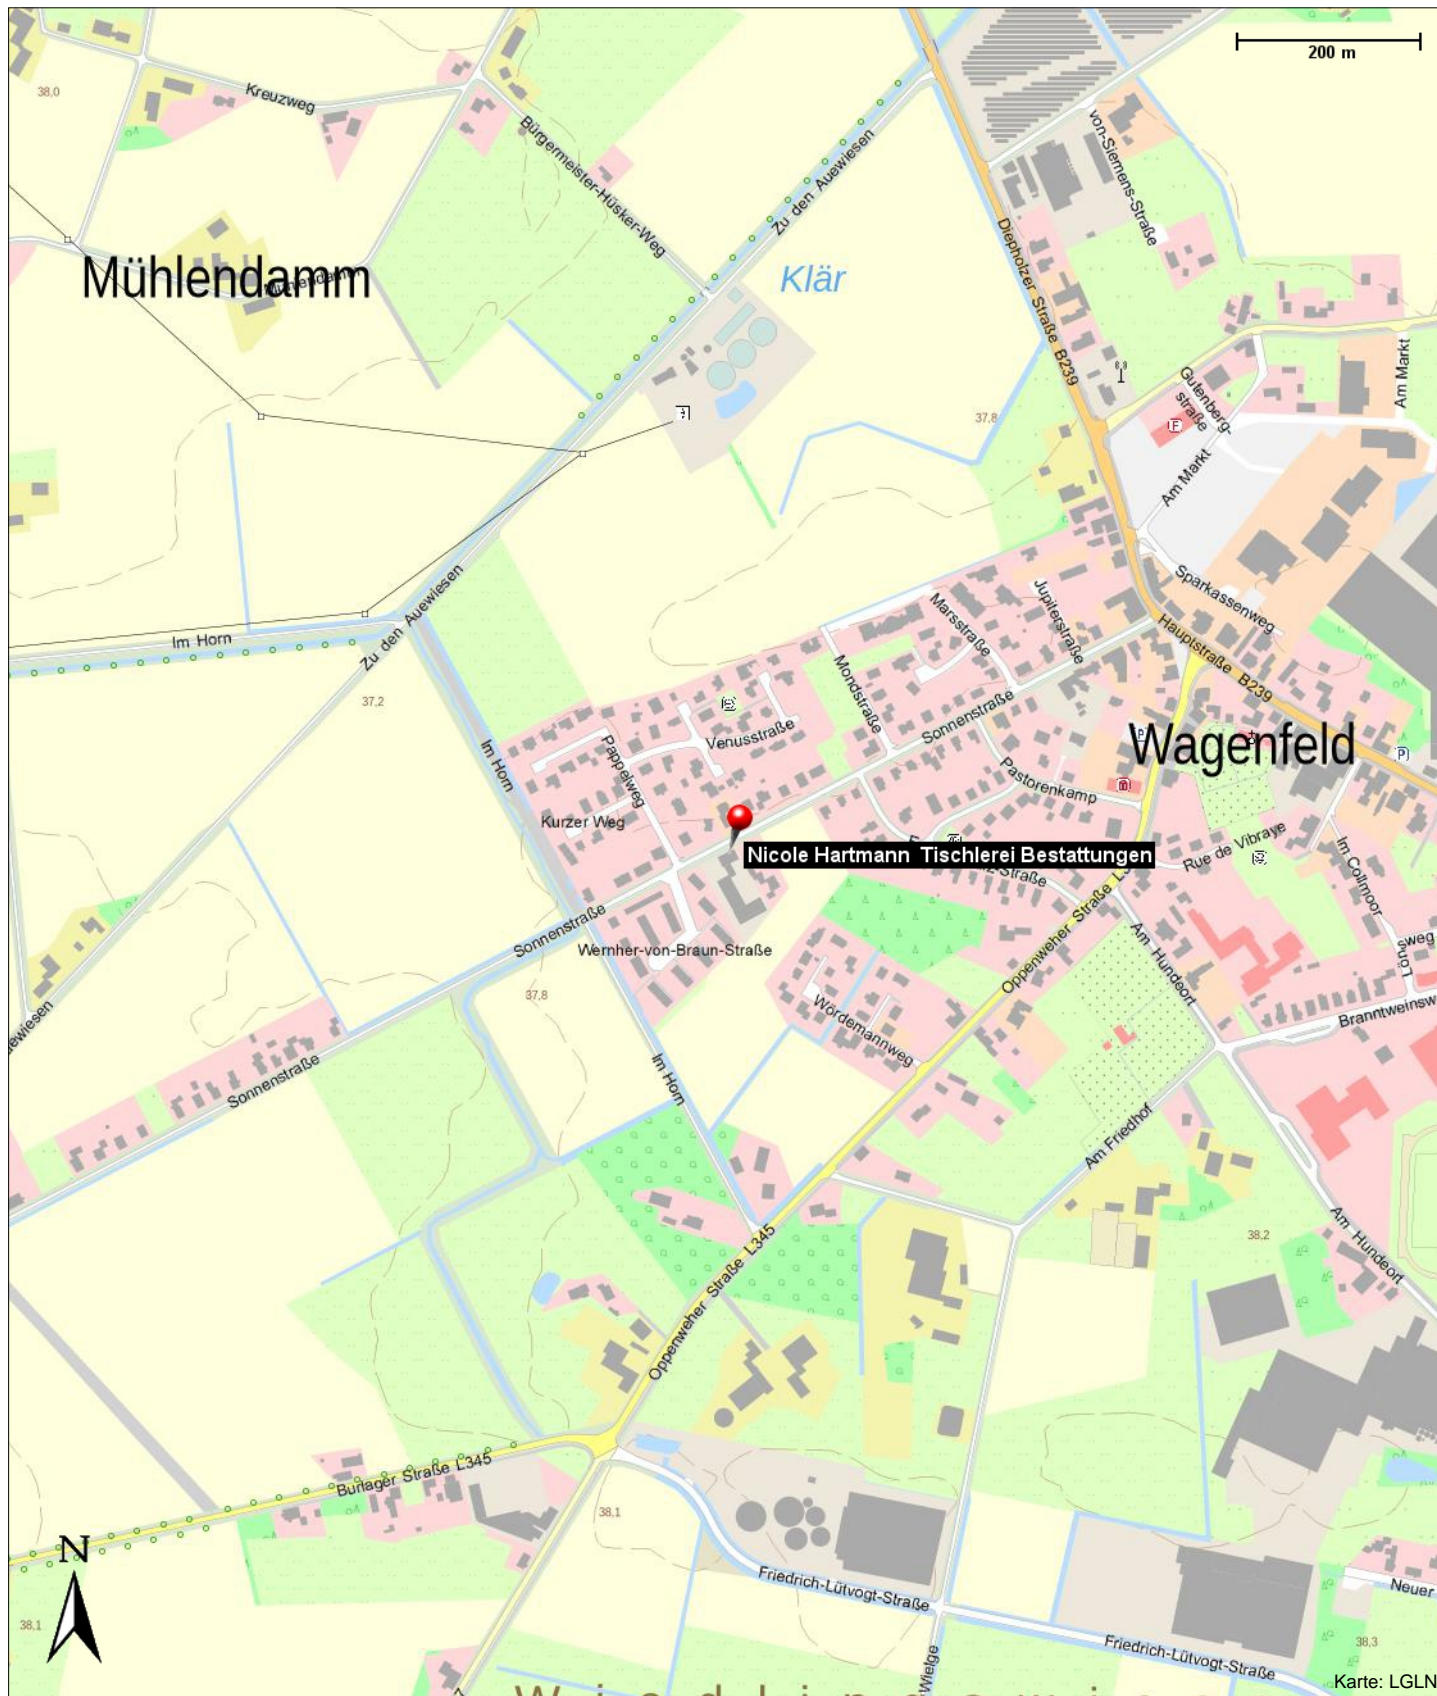 200 m
38,0
Kreuzweg
Bürgermeister-Hüsker-Weg
von-Siemens-Straße
Zu den Auewiesen
Diepholzer Straße B239
Mühlendamm
Mühlendamm
Klär
Am Markt
Gutenberg-
straße
37,8
F
Am Markt
Sparkassenweg
Im Horn
Zu den Auewiesen
Marsstraße
Jupiterstraße
Hauptstraße B239
37,2
Mondstraße
Sonnenstraße
Venusstraße
Pappelweg
Im Horn
Wagenfeld
P
P
Pastorenkamp
Kurzer Weg
Nicole Hartmann Tischlerei Bestattungen
Rue de Vibraye
Im Collmoor
Oppenweher Straße
Sonnenstraße
Wernher-von-Braun-Straße
Am Hundeort
37,8
Wördemannweg
Branntweinsw
Sonnenstraße
Im Horn
Am Friedhof
Am Hundeort
38,2
Oppenweher Straße L345
Burlager Straße L345
38,1
N
Friedrich-Lütvogt-Straße
Neuer
38,1
Friedrich-Lütvogt-Straße
38,3
Wielge
Karte: LGLN